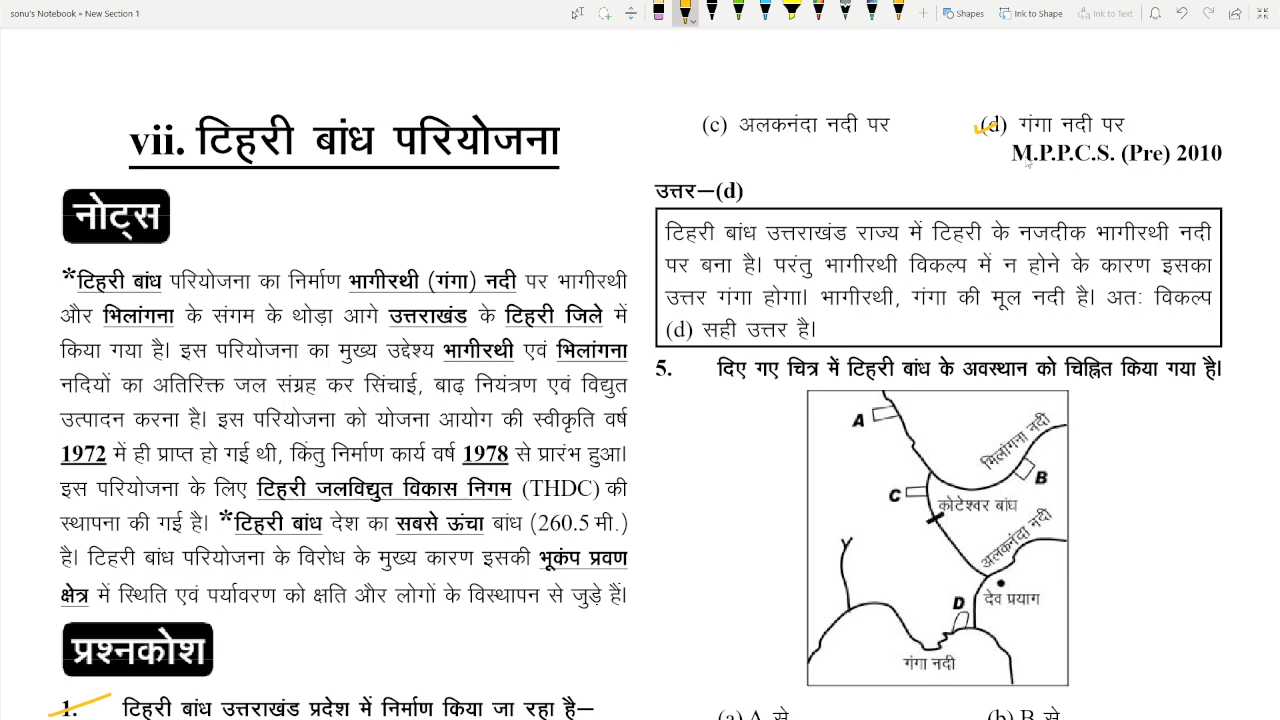 sonu's Notebook » New Section 1
Shapes
Ink to Shape
Ink to Text
vii. टिहरी बांध परियोजना
नोट्स
*टिहरी बांध परियोजना का निर्माण भागीरथी (गंगा) नदी पर भागीरथी
और भिलांगना के संगम के थोड़ा आगे उत्तराखंड के टिहरी जिले में
किया गया है। इस परियोजना का मुख्य उद्देश्य भागीरथी एवं भिलांगना
नदियों का अतिरिक्त जल संग्रह कर सिंचाई, बाढ़ नियंत्रण एवं विद्युत
उत्पादन करना है। इस परियोजना को योजना आयोग की स्वीकृति वर्ष
1972 में ही प्राप्त हो गई थी, किंतु निर्माण कार्य वर्ष 1978 से प्रारंभ हुआ।
इस परियोजना के लिए टिहरी जलविद्युत विकास निगम (THDC) की
स्थापना की गई है। *टिहरी बांध देश का सबसे ऊंचा बांध (260.5 मी.)
है। टिहरी बांध परियोजना के विरोध के मुख्य कारण इसकी भूकंप प्रवण
क्षेत्र में स्थिति एवं पर्यावरण को क्षति और लोगों के विस्थापन से जुड़े हैं।
प्रश्नकोश
1. टिहरी बांध उत्तराखंड प्रदेश में निर्माण किया जा रहा है–
(c) अलकनंदा नदी पर (d) गंगा नदी पर
M.P.P.C.S. (Pre) 2010
उत्तर–(d)
टिहरी बांध उत्तराखंड राज्य में टिहरी के नजदीक भागीरथी नदी
पर बना है। परंतु भागीरथी विकल्प में न होने के कारण इसका
उत्तर गंगा होगा। भागीरथी, गंगा की मूल नदी है। अतः विकल्प
(d) सही उत्तर है।
5. दिए गए चित्र में टिहरी बांध के अवस्थान को चिह्नित किया गया है।
A
भिलांगना नदी
B
C
कोटेश्वर बांध
अलकनंदा नदी
देव प्रयाग
D
गंगा नदी
(a) A से (b) B से